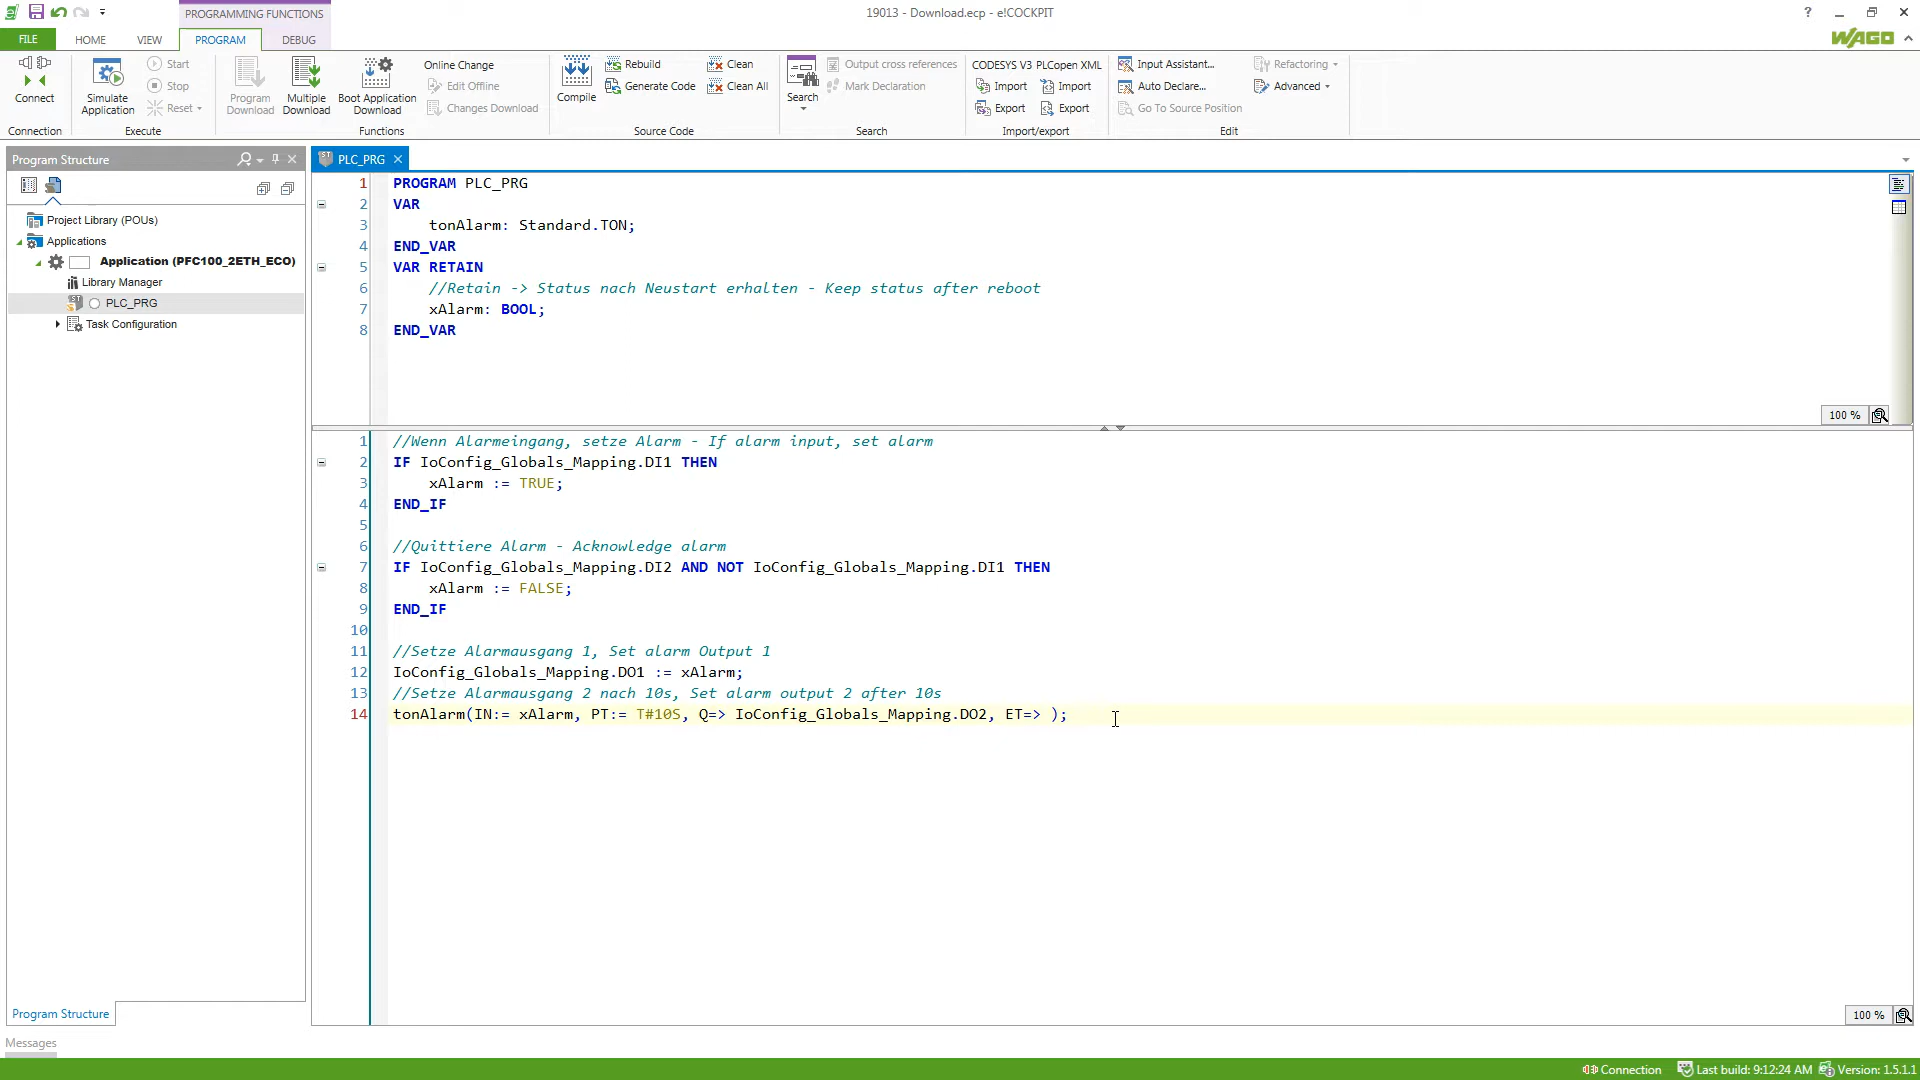 PROGRAMMING FUNCTIONS
19013 - Download.ecp - e!COCKPIT
?
FILE
HOME
VIEW
PROGRAM
DEBUG
WAGO
Connect
Connection
Simulate
Application
Start
Stop
Reset
Execute
Program
Download
Multiple
Download
Boot Application
Download
Online Change
Edit Offline
Changes Download
Functions
Compile
Rebuild
Generate Code
Clean
Clean All
Source Code
Search
Output cross references
Mark Declaration
Search
CODESYS V3
PLCopen XML
Import
Import
Export
Export
Import/export
Input Assistant...
Auto Declare...
Go To Source Position
Refactoring
Advanced
Edit
Program Structure
Project Library (POUs)
Applications
Application (PFC100_2ETH_ECO)
Library Manager
PLC_PRG
Task Configuration
Program Structure
Messages
PLC_PRG
1 PROGRAM PLC_PRG
2 VAR
3 tonAlarm: Standard.TON;
4 END_VAR
5 VAR RETAIN
6 //Retain -> Status nach Neustart erhalten - Keep status after reboot
7 xAlarm: BOOL;
8 END_VAR
100 %
1 //Wenn Alarmeingang, setze Alarm - If alarm input, set alarm
2 IF IoConfig_Globals_Mapping.DI1 THEN
3 xAlarm := TRUE;
4 END_IF
5
6 //Quittiere Alarm - Acknowledge alarm
7 IF IoConfig_Globals_Mapping.DI2 AND NOT IoConfig_Globals_Mapping.DI1 THEN
8 xAlarm := FALSE;
9 END_IF
10
11 //Setze Alarmausgang 1, Set alarm Output 1
12 IoConfig_Globals_Mapping.DO1 := xAlarm;
13 //Setze Alarmausgang 2 nach 10s, Set alarm output 2 after 10s
14 tonAlarm(IN:= xAlarm, PT:= T#10S, Q=> IoConfig_Globals_Mapping.DO2, ET=> );
100 %
Connection
Last build: 9:12:24 AM
Version: 1.5.1.1